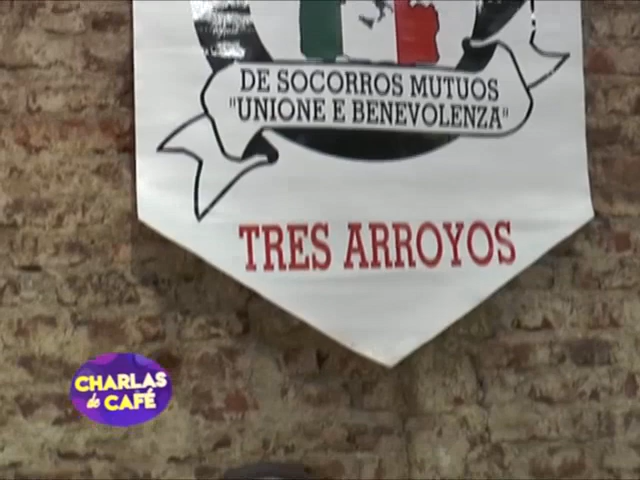 DE SOCORROS MUTUOS
"UNIONE E BENEVOLENZA"
TRES ARROYOS
CHARLAS
de CAFÉ